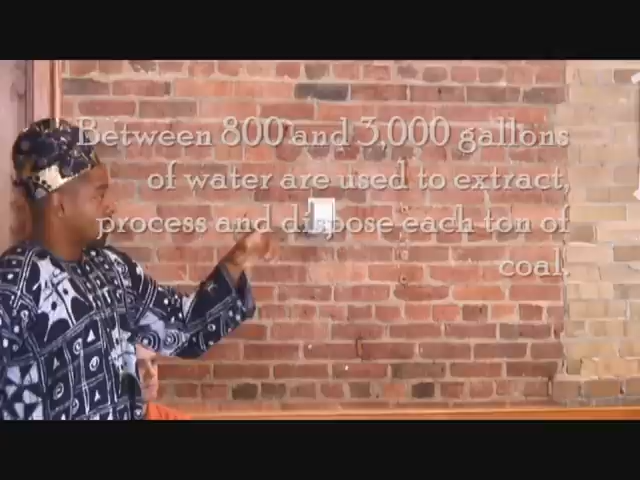 Between 800 and 3,000 gallons
of water are used to extract,
process and dispose each ton of
coal.